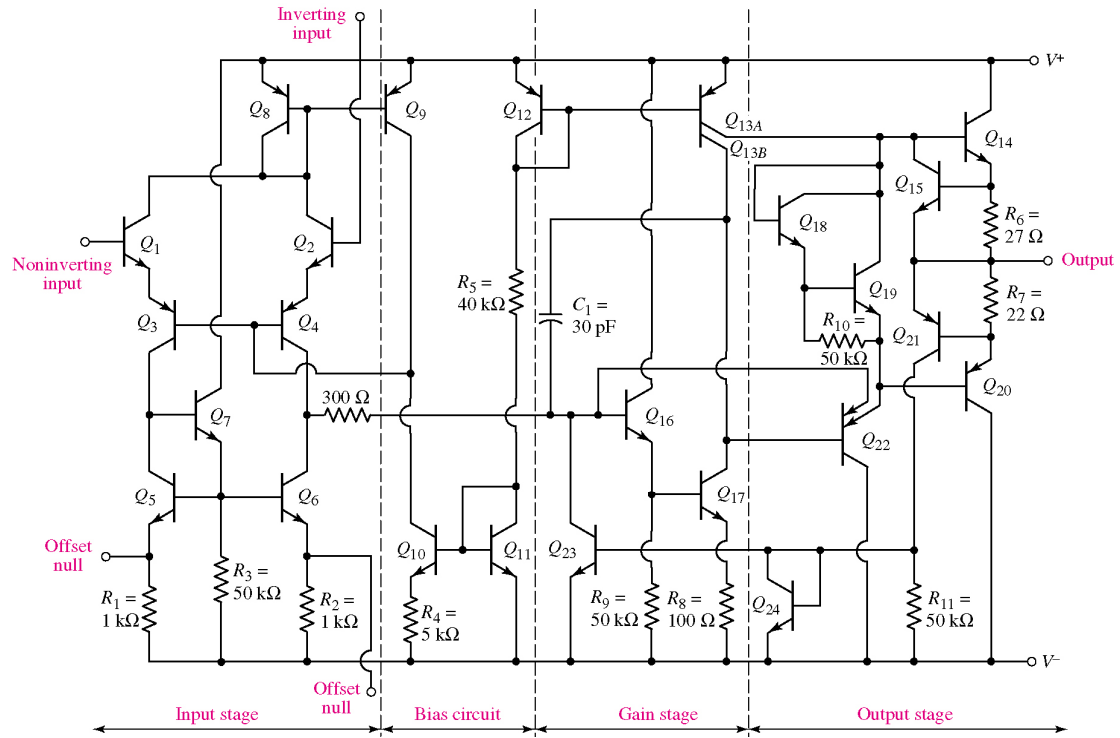 Inverting
input
V+
Q8
Q9
Q12
Q13A
Q13B
Q14
Q15
Q18
R6 =
27 Ω
Q1
Q2
Noninverting
input
Output
R5 =
40 kΩ
C1 =
30 pF
Q19
R7 =
22 Ω
Q3
Q4
R10 =
50 kΩ
Q21
Q20
300 Ω
Q7
Q16
Q22
Q5
Q6
Q17
Offset
null
Q10
Q11
Q23
R3 =
50 kΩ
R1 =
1 kΩ
R2 =
1 kΩ
R4 =
5 kΩ
R9 =
50 kΩ
R8 =
100 Ω
Q24
R11 =
50 kΩ
V−
Offset
null
Input stage
Bias circuit
Gain stage
Output stage